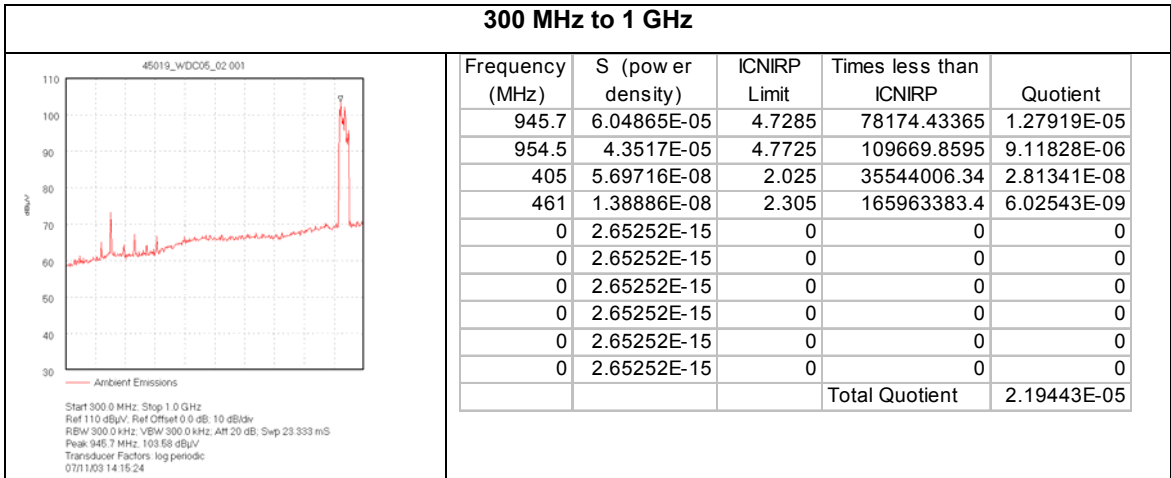 300 MHz to 1 GHz
45019_WDC05_02 001
110
100
90
80
70
60
50
40
30
dBµV
Ambient Emissions
Start 300.0 MHz; Stop 1.0 GHz
Ref 110 dBµV; Ref Offset 0.0 dB; 10 dB/div
RBW 300.0 kHz; VBW 300.0 kHz; Att 20 dB; Swp 23.333 mS
Peak 945.7 MHz, 103.58 dBµV
Transducer Factors: log periodic
07/11/03 14:15:24
Frequency (MHz) S (power density) ICNIRP Limit Times less than ICNIRP Quotient
945.7 6.04865E-05 4.7285 78174.43365 1.27919E-05
954.5 4.3517E-05 4.7725 109669.8595 9.11828E-06
405 5.69716E-08 2.025 35544006.34 2.81341E-08
461 1.38886E-08 2.305 165963383.4 6.02543E-09
0 2.65252E-15 0 0 0
0 2.65252E-15 0 0 0
0 2.65252E-15 0 0 0
0 2.65252E-15 0 0 0
0 2.65252E-15 0 0 0
0 2.65252E-15 0 0 0
Total Quotient 2.19443E-05